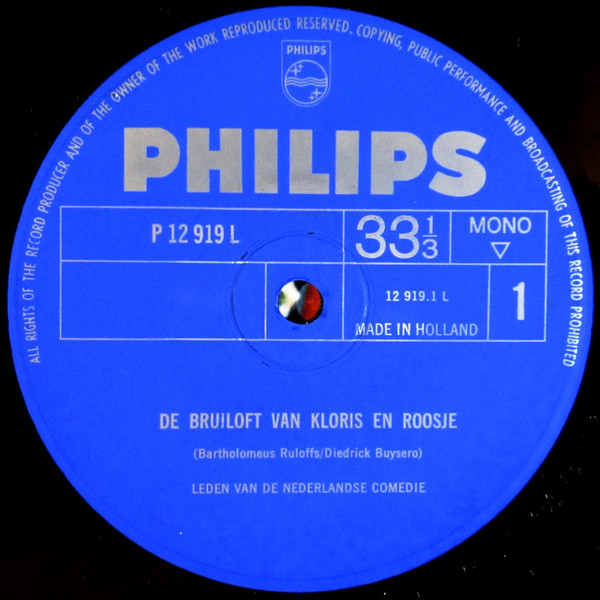 ALL RIGHTS OF THE RECORD PRODUCER AND OF THE OWNER OF THE WORK REPRODUCED RESERVED. COPYING, PUBLIC PERFORMANCE AND BROADCASTING OF THIS RECORD PROHIBITED
PHILIPS
PHILIPS
P 12 919 L
33 1/3
MONO
12 919.1 L
1
MADE IN HOLLAND
DE BRUILOFT VAN KLORIS EN ROOSJE
(Bartholomeus Ruloffs/Diedrick Buysero)
LEDEN VAN DE NEDERLANDSE COMEDIE